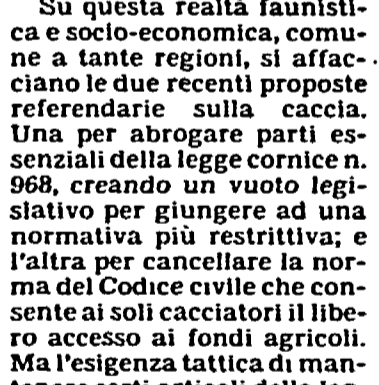 Su questa realtà faunisti-
ca e socio-economica, comu-
ne a tante regioni, si affac-
ciano le due recenti proposte
referendarie sulla caccia.
Una per abrogare parti es-
senziali della legge cornice n.
968, creando un vuoto legi-
slativo per giungere ad una
normativa più restrittiva; e
l'altra per cancellare la nor-
ma del Codice civile che con-
sente ai soli cacciatori il libe-
ro accesso ai fondi agricoli.
Ma l'esigenza tattica di man-